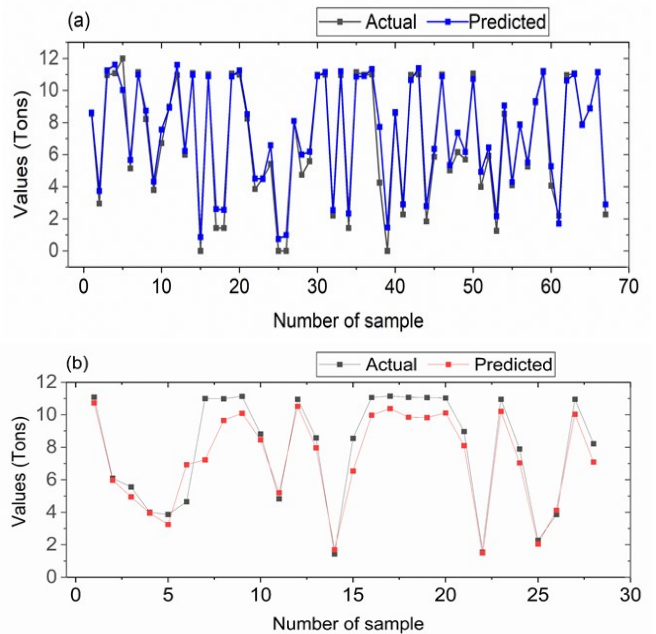 (a)
Actual Predicted
Values (Tons)
12
10
8
6
4
2
0
0 10 20 30 40 50 60 70
Number of sample
(b)
Actual Predicted
Values (Tons)
12
10
8
6
4
2
0
0 5 10 15 20 25 30
Number of sample